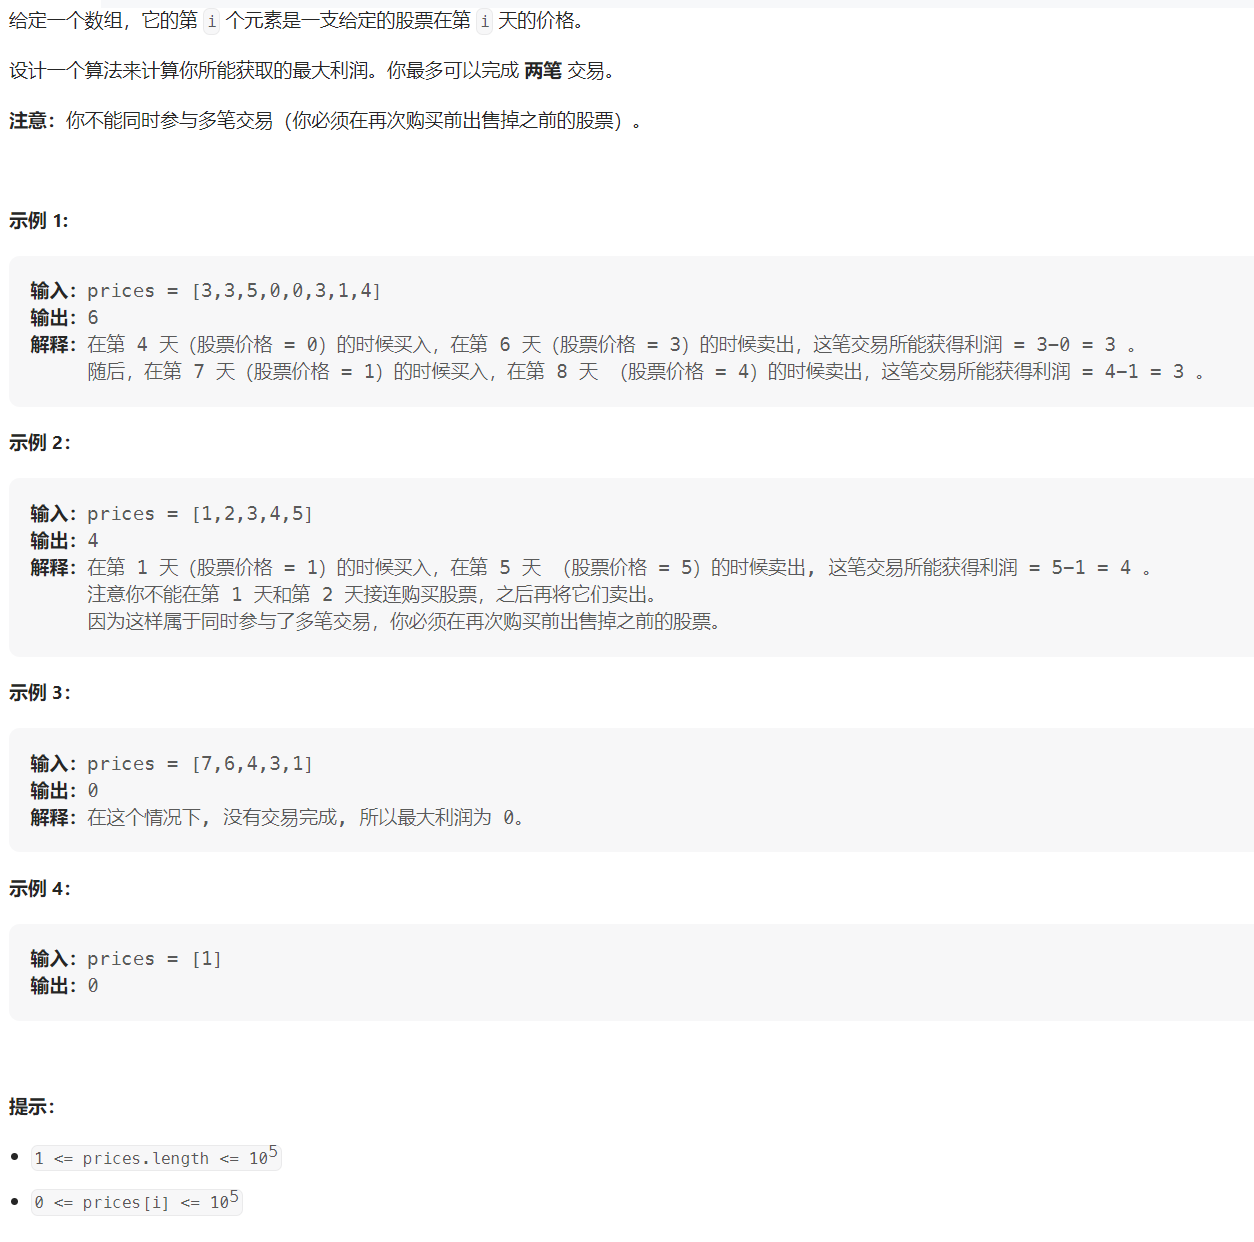 给定一个数组，它的第 i 个元素是一支给定的股票在第 i 天的价格。
设计一个算法来计算你所能获取的最大利润。你最多可以完成 两笔 交易。
注意：你不能同时参与多笔交易（你必须在再次购买前出售掉之前的股票）。
示例 1:
输入：prices = [3,3,5,0,0,3,1,4]
输出：6
解释：在第 4 天（股票价格 = 0）的时候买入，在第 6 天（股票价格 = 3）的时候卖出，这笔交易所能获得利润 = 3-0 = 3 。
随后，在第 7 天（股票价格 = 1）的时候买入，在第 8 天 （股票价格 = 4）的时候卖出，这笔交易所能获得利润 = 4-1 = 3 。
示例 2：
输入：prices = [1,2,3,4,5]
输出：4
解释：在第 1 天（股票价格 = 1）的时候买入，在第 5 天 （股票价格 = 5）的时候卖出, 这笔交易所能获得利润 = 5-1 = 4 。
注意你不能在第 1 天和第 2 天接连购买股票，之后再将它们卖出。
因为这样属于同时参与了多笔交易，你必须在再次购买前出售掉之前的股票。
示例 3：
输入：prices = [7,6,4,3,1]
输出：0
解释：在这个情况下, 没有交易完成, 所以最大利润为 0。
示例 4：
输入：prices = [1]
输出：0
提示：
1 <= prices.length <= 10⁵
0 <= prices[i] <= 10⁵